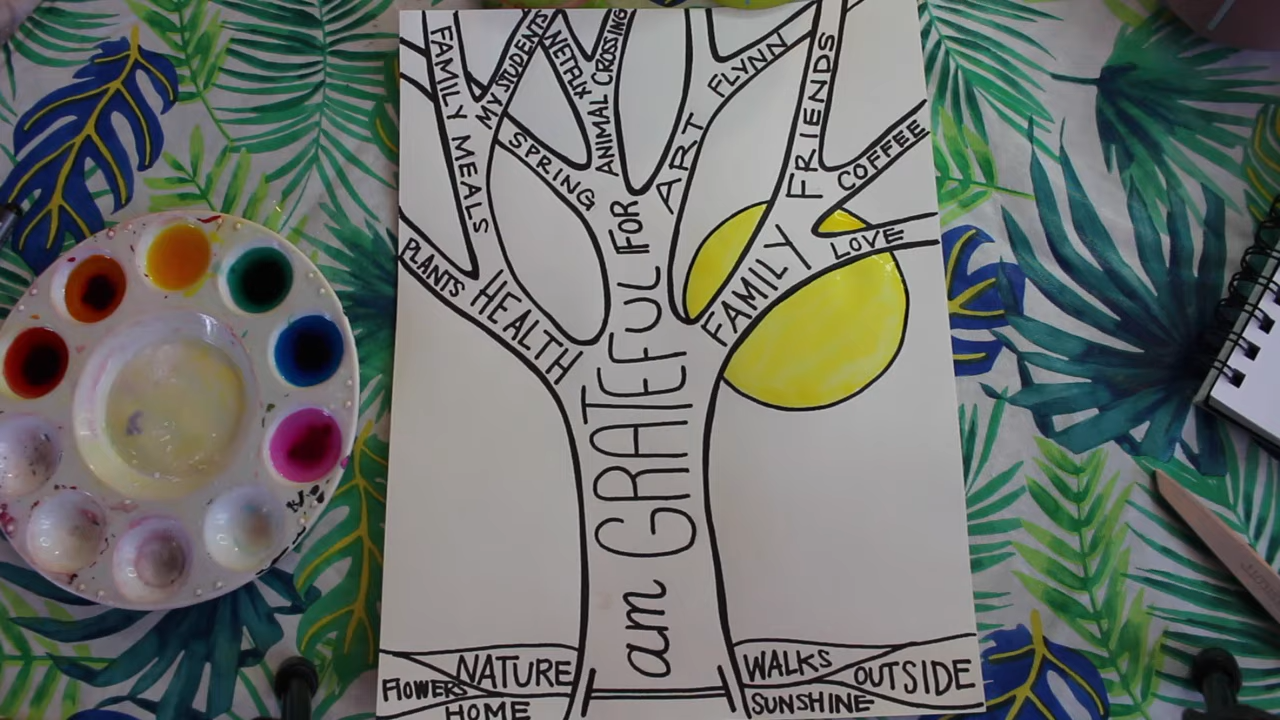 FAMILY MEALS
MY STUDENTS
NETFLIX
ANIMAL CROSSING
SPRING
ART
FLYNN
FRIENDS
COFFEE
LOVE
FAMILY
PLANTS
HEALTH
am GRATEFUL FOR
NATURE
FlOWERS
HOME
WALKS
OUTSIDE
SUNSHINE